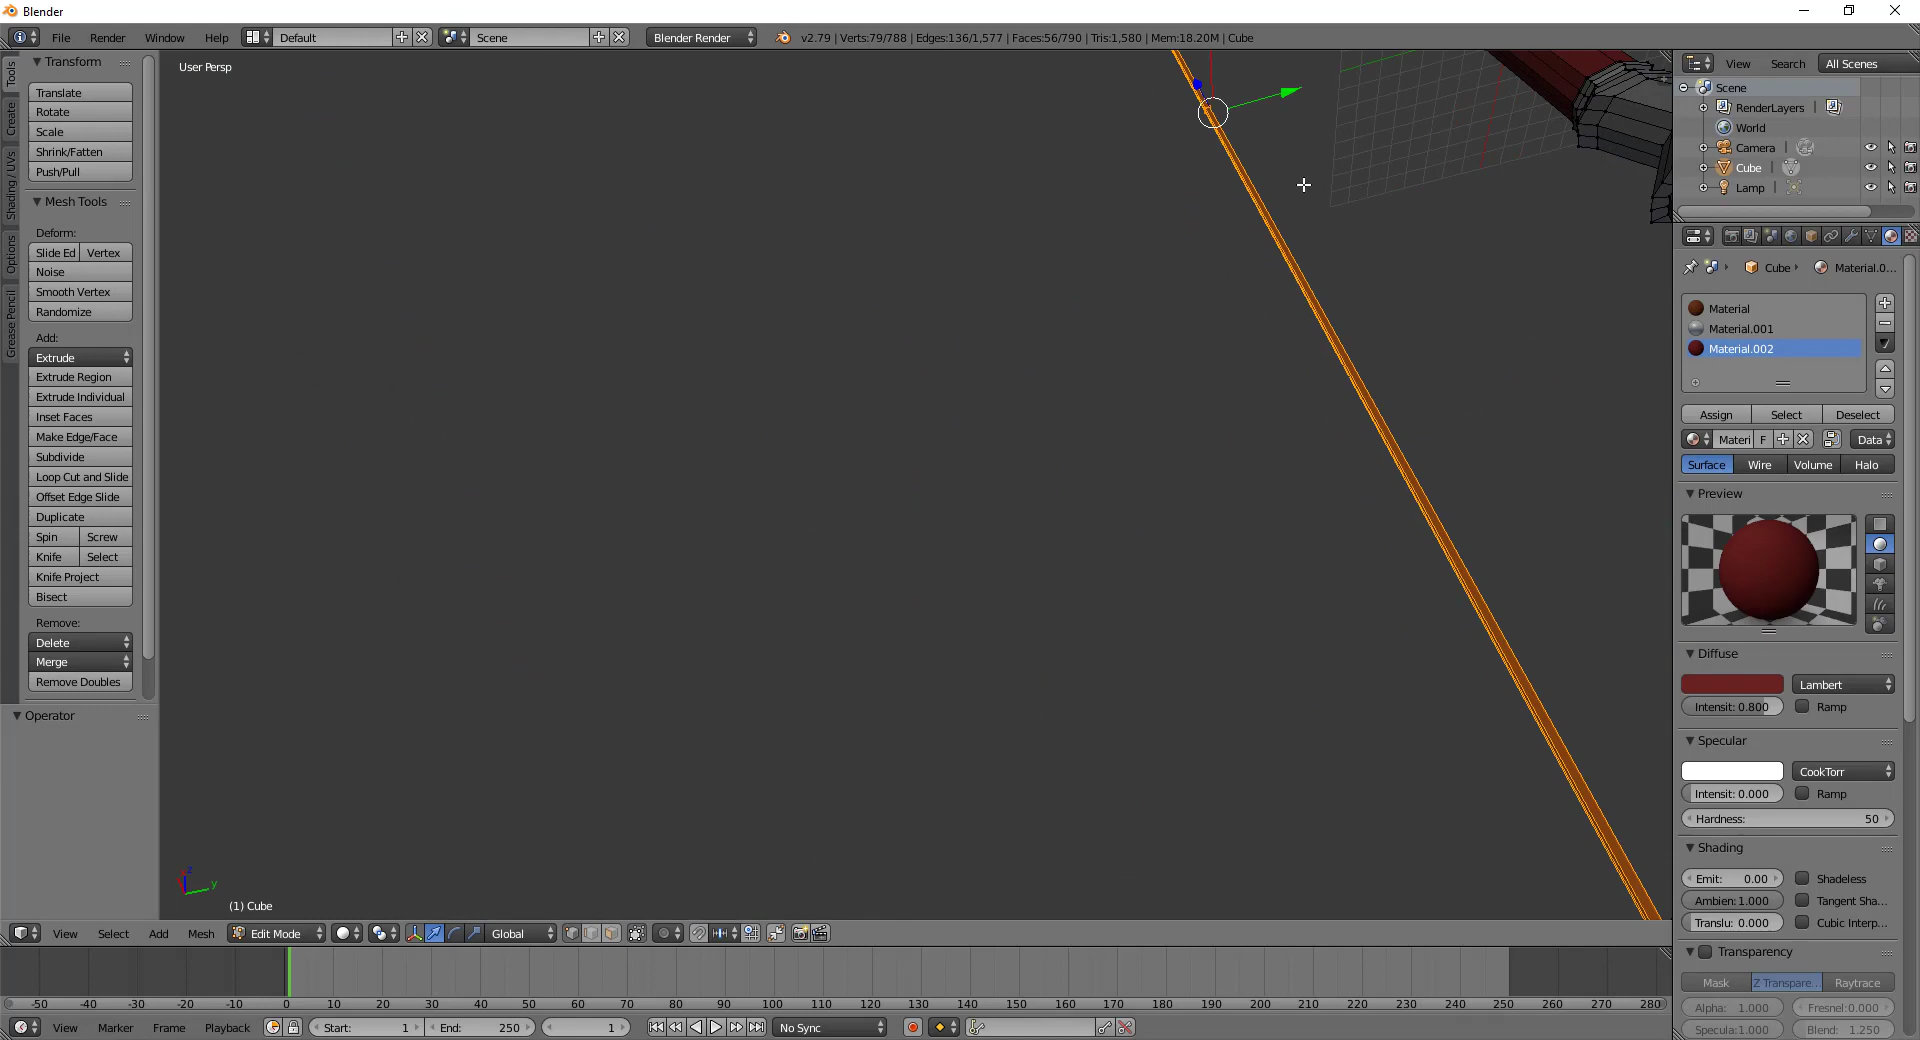 Blender
File Render Window Help Default Scene Blender Render v2.79 | Verts:79/788 | Edges:136/1,577 | Faces:56/790 | Tris:1,580 | Mem:18.20M | Cube
Tools
Create
Shading / UVs
Options
Grease Pencil
Transform
Translate
Rotate
Scale
Shrink/Fatten
Push/Pull
Mesh Tools
Deform:
Slide Ed Vertex
Noise
Smooth Vertex
Randomize
Add:
Extrude
Extrude Region
Extrude Individual
Inset Faces
Make Edge/Face
Subdivide
Loop Cut and Slide
Offset Edge Slide
Duplicate
Spin Screw
Knife Select
Knife Project
Bisect
Remove:
Delete
Merge
Remove Doubles
Operator
User Persp
z
y
(1) Cube
View Select Add Mesh Edit Mode Global
-50 -40 -30 -20 -10 0 10 20 30 40 50 60 70 80 90 100 110 120 130 140 150 160 170 180 190 200 210 220 230 240 250 260 270 280
View Marker Frame Playback Start: 1 End: 250 1 No Sync
View Search All Scenes
Scene
RenderLayers
World
Camera
Cube
Lamp
Cube Material.0...
Material
Material.001
Material.002
Assign Select Deselect
Materi F Data
Surface Wire Volume Halo
Preview
Diffuse
Lambert
Intensit: 0.800 Ramp
Specular
CookTorr
Intensit: 0.000 Ramp
Hardness: 50
Shading
Emit: 0.00 Shadeless
Ambien: 1.000 Tangent Sha...
Translu: 0.000 Cubic Interp...
Transparency
Mask Z Transpare... Raytrace
Alpha: 1.000 Fresnel:0.000
Specula:1.000 Blend: 1.250